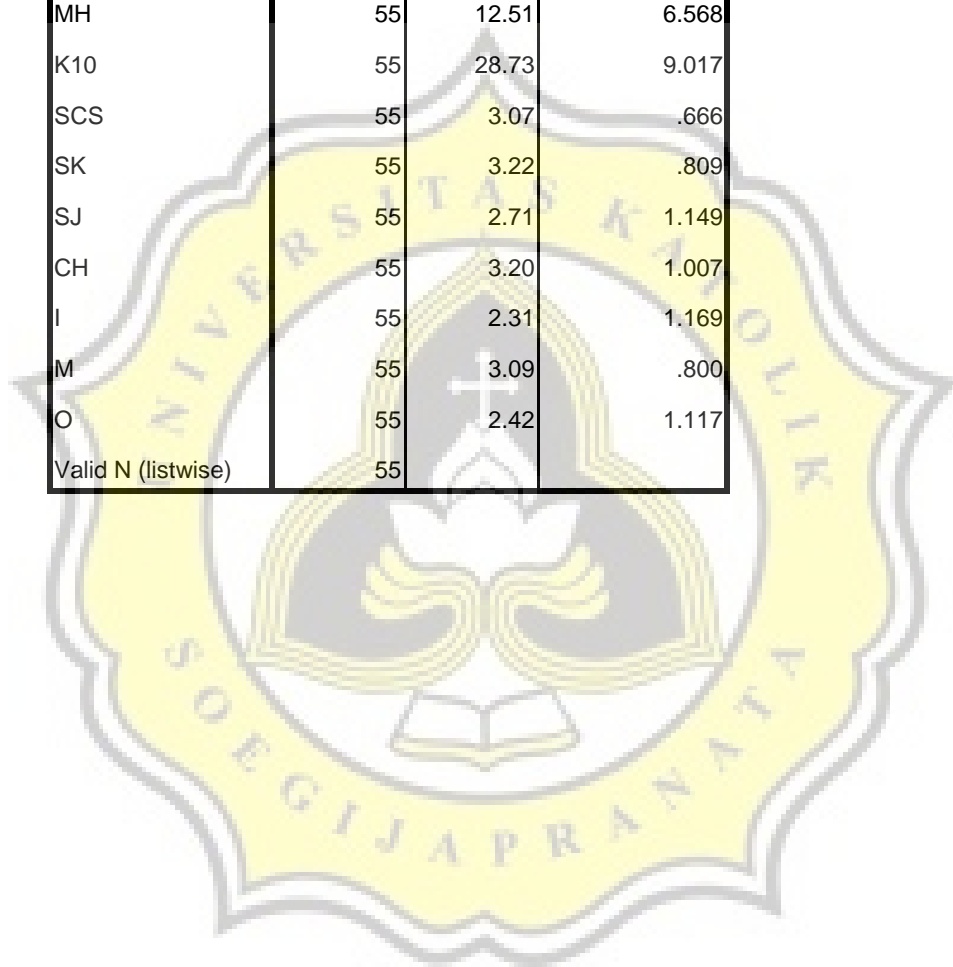 MH 55 12.51 6.568
K10 55 28.73 9.017
SCS 55 3.07 .666
SK 55 3.22 .809
SJ 55 2.71 1.149
CH 55 3.20 1.007
I 55 2.31 1.169
M 55 3.09 .800
O 55 2.42 1.117
Valid N (listwise) 55
UNIVERSITAS KATOLIK
SOEGIJAPRANATA